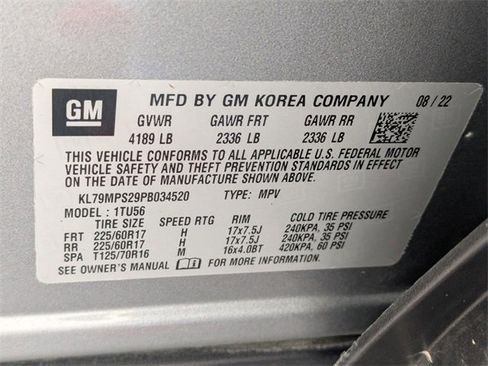 GM
MFD BY GM KOREA COMPANY 08/22
GVWR GAWR FRT GAWR RR
4189 LB 2336 LB 2336 LB
THIS VEHICLE CONFORMS TO ALL APPLICABLE U.S. FEDERAL MOTOR
VEHICLE SAFETY AND THEFT PREVENTION STANDARDS IN EFFECT ON THE
DATE OF MANUFACTURE SHOWN ABOVE.
KL79MPS29PB034520 TYPE: MPV
MODEL : 1TU56
TIRE SIZE SPEED RTG RIM COLD TIRE PRESSURE
FRT 225/60R17 H 17x7.5J 240KPA, 35 PSI
RR 225/60R17 H 17x7.5J 240KPA, 35 PSI
SPA T125/70R16 M 16x4.0BT 420KPA, 60 PSI
SEE OWNER'S MANUAL FOR MORE INFORMATION.